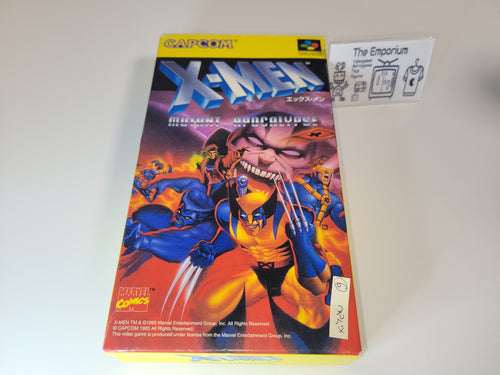 CAPCOM
X-MEN
エックス・メン
MUTANT APOCALYPSE
The Emporium
MARVEL
COMICS
X-MEN TM & © 1995 Marvel Entertainment Group, Inc. All Rights Reserved.
© CAPCOM 1995 All Rights Reserved.
This video game is produced under license from the Marvel Entertainment Group, Inc.
X-MEN